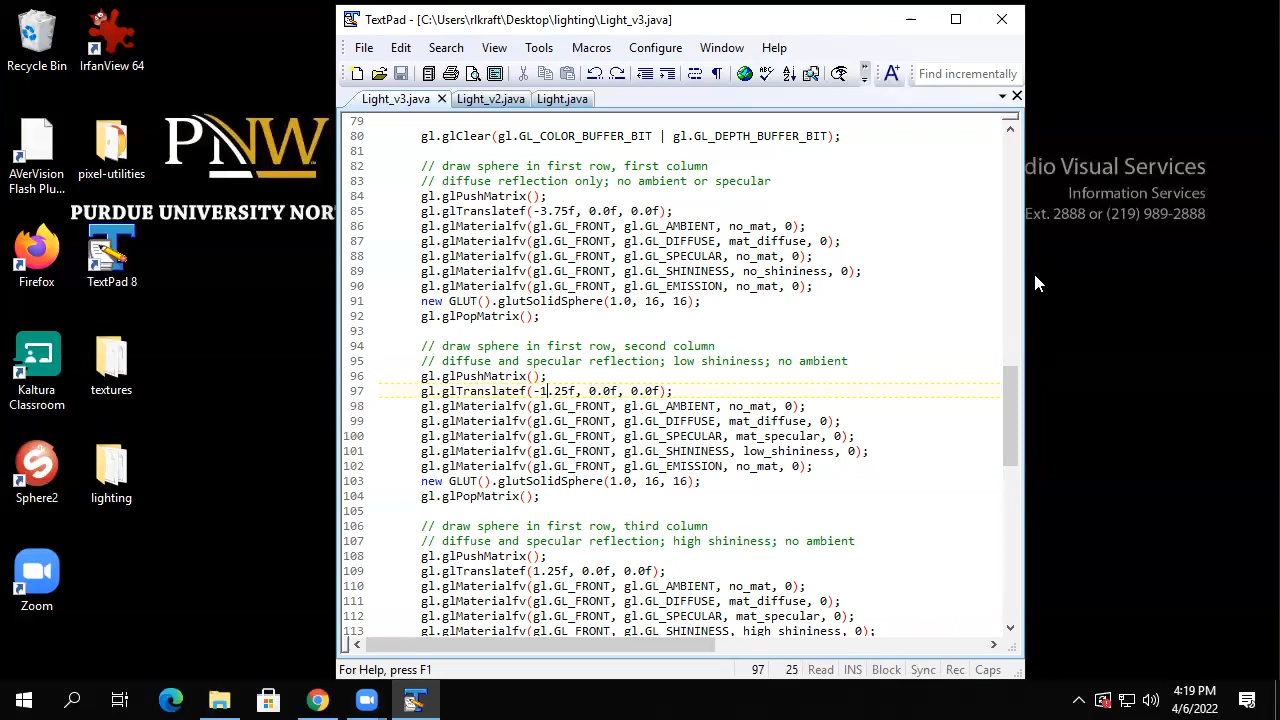 TextPad - [C:\Users\rlkraft\Desktop\lighting\Light_v3.java]
File Edit Search View Tools Macros Configure Window Help
Find incrementally
Light_v3.java Light_v2.java Light.java
79
80 gl.glClear(gl.GL_COLOR_BUFFER_BIT | gl.GL_DEPTH_BUFFER_BIT);
81
82 // draw sphere in first row, first column
83 // diffuse reflection only; no ambient or specular
84 gl.glPushMatrix();
85 gl.glTranslatef(-3.75f, 0.0f, 0.0f);
86 gl.glMaterialfv(gl.GL_FRONT, gl.GL_AMBIENT, no_mat, 0);
87 gl.glMaterialfv(gl.GL_FRONT, gl.GL_DIFFUSE, mat_diffuse, 0);
88 gl.glMaterialfv(gl.GL_FRONT, gl.GL_SPECULAR, no_mat, 0);
89 gl.glMaterialfv(gl.GL_FRONT, gl.GL_SHININESS, no_shininess, 0);
90 gl.glMaterialfv(gl.GL_FRONT, gl.GL_EMISSION, no_mat, 0);
91 new GLUT().glutSolidSphere(1.0, 16, 16);
92 gl.glPopMatrix();
93
94 // draw sphere in first row, second column
95 // diffuse and specular reflection; low shininess; no ambient
96 gl.glPushMatrix();
97 gl.glTranslatef(-1.25f, 0.0f, 0.0f);
98 gl.glMaterialfv(gl.GL_FRONT, gl.GL_AMBIENT, no_mat, 0);
99 gl.glMaterialfv(gl.GL_FRONT, gl.GL_DIFFUSE, mat_diffuse, 0);
100 gl.glMaterialfv(gl.GL_FRONT, gl.GL_SPECULAR, mat_specular, 0);
101 gl.glMaterialfv(gl.GL_FRONT, gl.GL_SHININESS, low_shininess, 0);
102 gl.glMaterialfv(gl.GL_FRONT, gl.GL_EMISSION, no_mat, 0);
103 new GLUT().glutSolidSphere(1.0, 16, 16);
104 gl.glPopMatrix();
105
106 // draw sphere in first row, third column
107 // diffuse and specular reflection; high shininess; no ambient
108 gl.glPushMatrix();
109 gl.glTranslatef(1.25f, 0.0f, 0.0f);
110 gl.glMaterialfv(gl.GL_FRONT, gl.GL_AMBIENT, no_mat, 0);
111 gl.glMaterialfv(gl.GL_FRONT, gl.GL_DIFFUSE, mat_diffuse, 0);
112 gl.glMaterialfv(gl.GL_FRONT, gl.GL_SPECULAR, mat_specular, 0);
113 gl.glMaterialfv(gl.GL_FRONT, gl.GL_SHININESS, high_shininess, 0);
For Help, press F1 97 25 Read INS Block Sync Rec Caps
Recycle Bin
IrfanView 64
PNW
PURDUE UNIVERSITY NOR
AVerVision
Flash Plu...
pixel-utilities
Firefox
TextPad 8
Kaltura
Classroom
textures
Sphere2
lighting
Zoom
dio Visual Services
Information Services
Ext. 2888 or (219) 989-2888
4:19 PM
4/6/2022